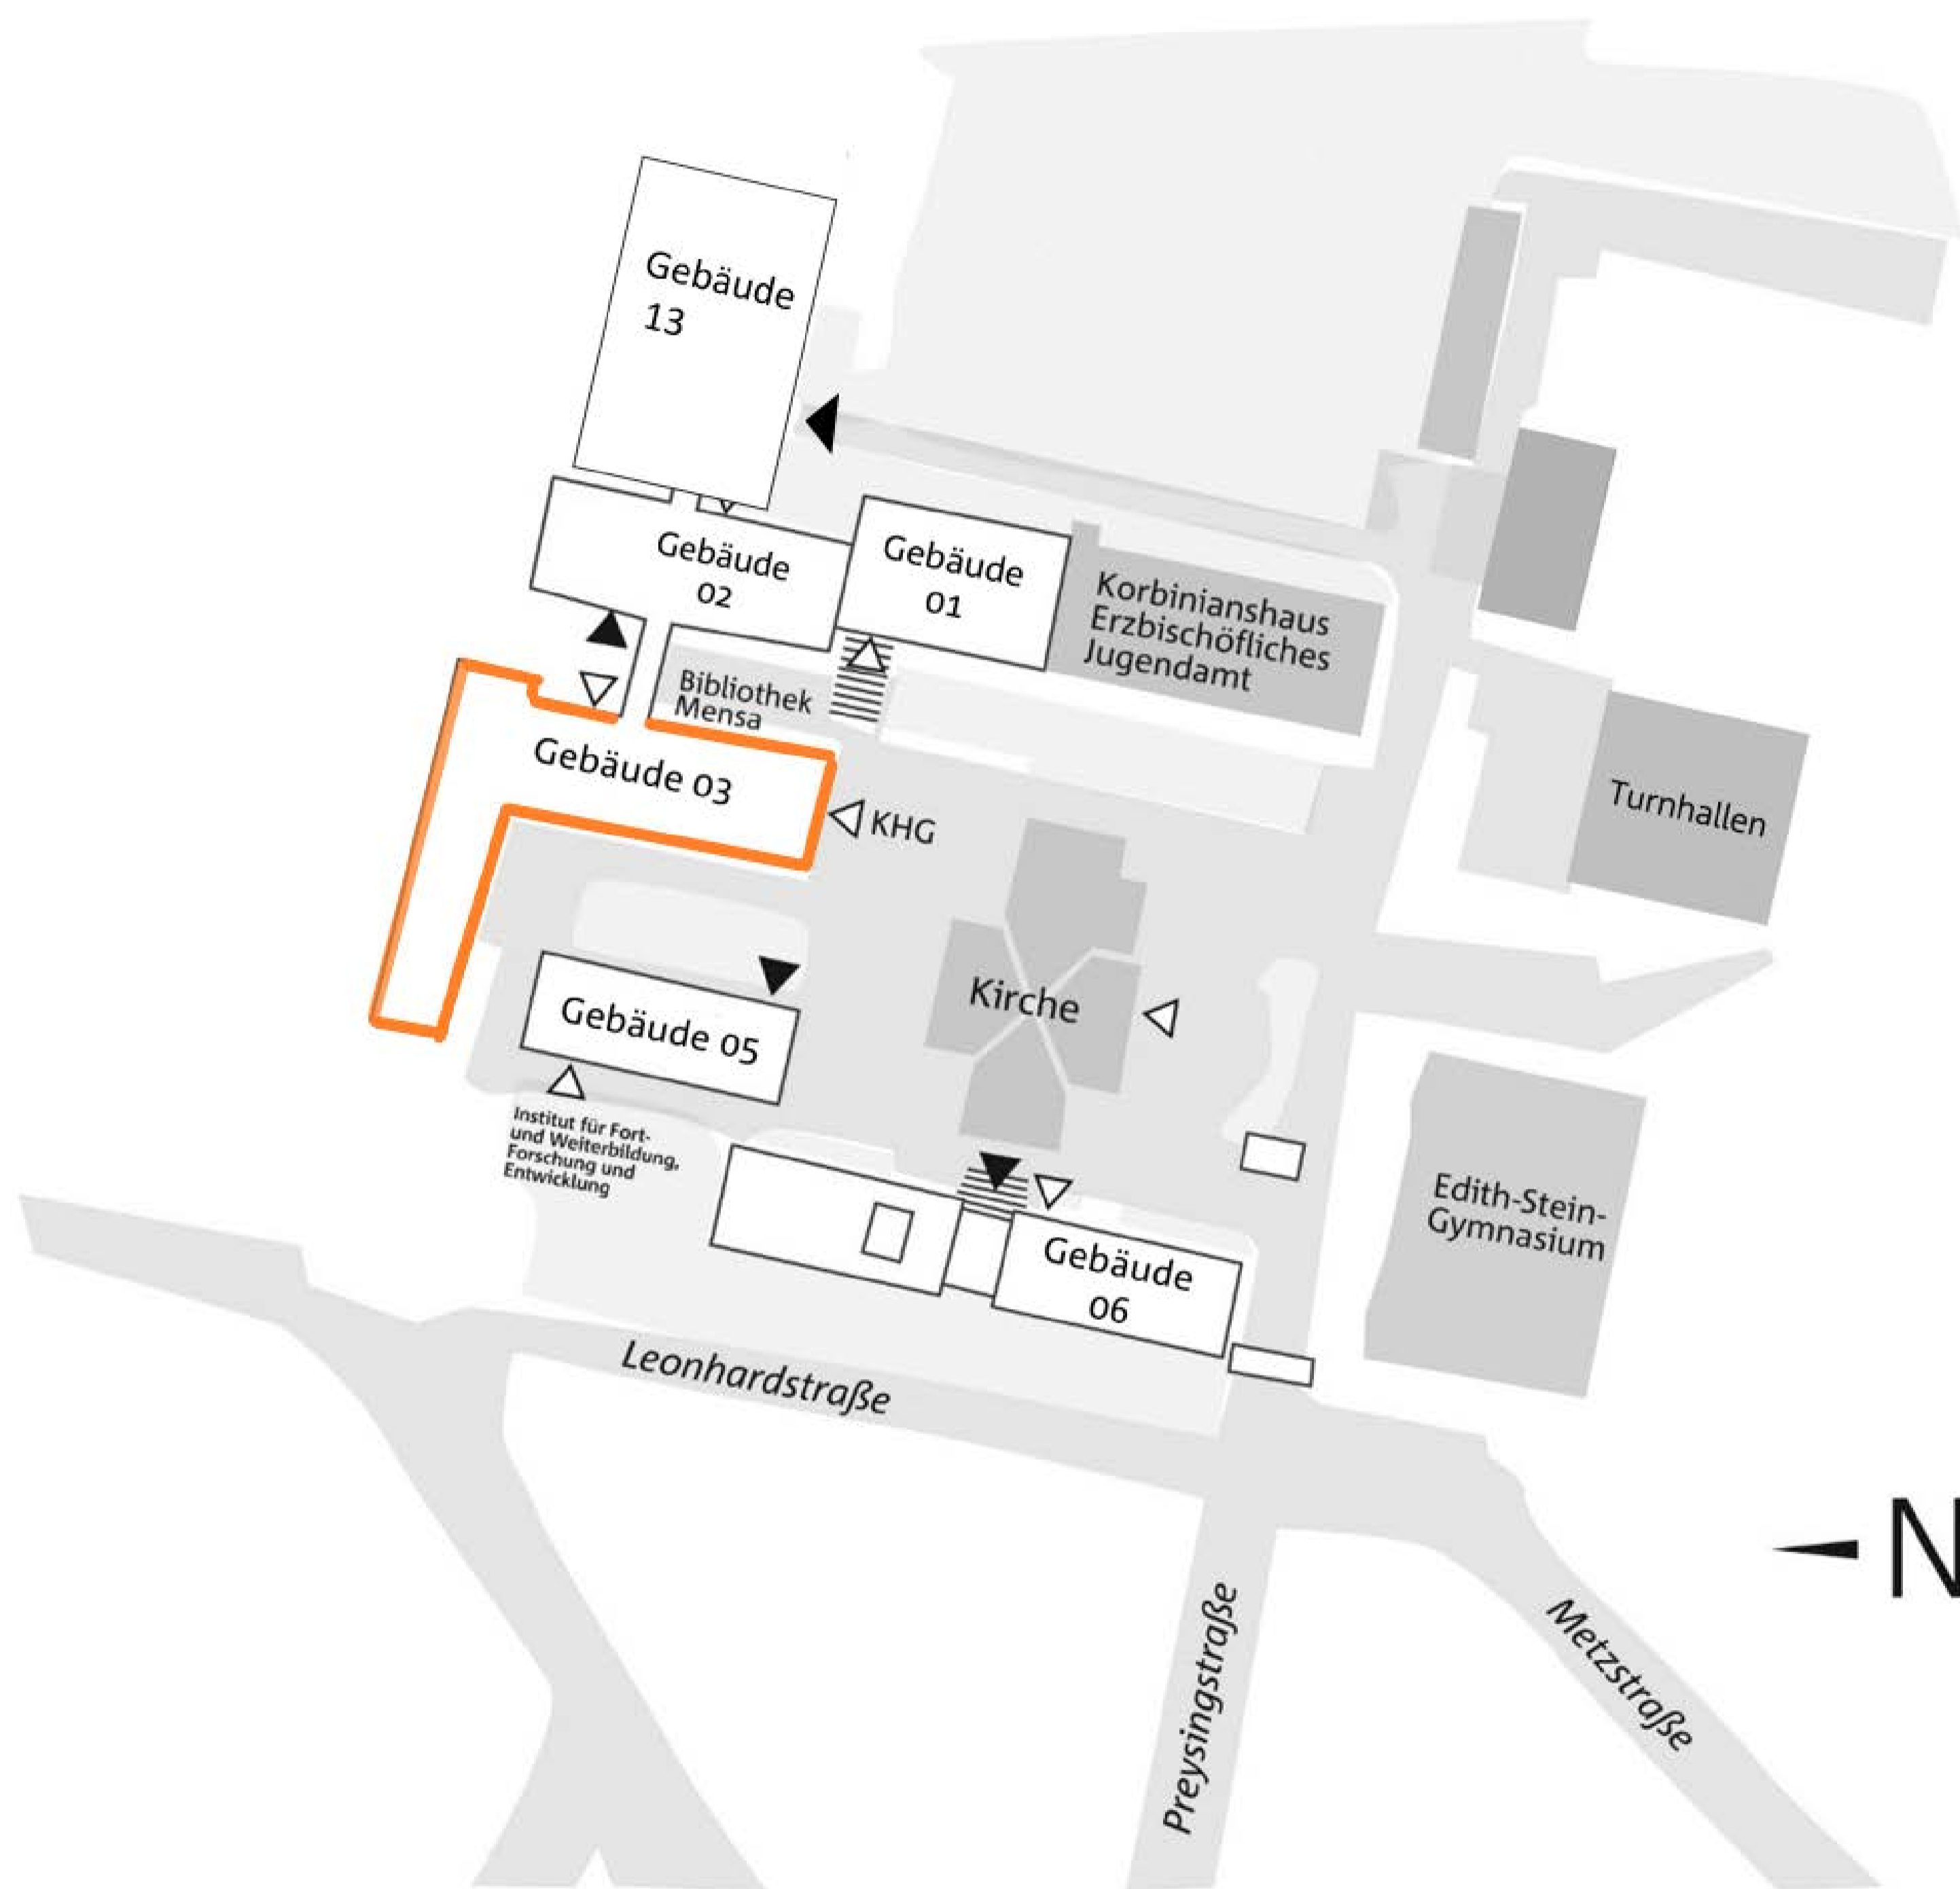 Gebäude
13
Gebäude
02
Gebäude
01
Korbinianshaus
Erzbischöfliches
Jugendamt
Bibliothek
Mensa
Gebäude 03
KHG
Turnhallen
Kirche
Gebäude 05
Institut für Fort-
und Weiterbildung,
Forschung und
Entwicklung
Edith-Stein-
Gymnasium
Gebäude
06
Leonhardstraße
N
Preysingstraße
Metzstraße